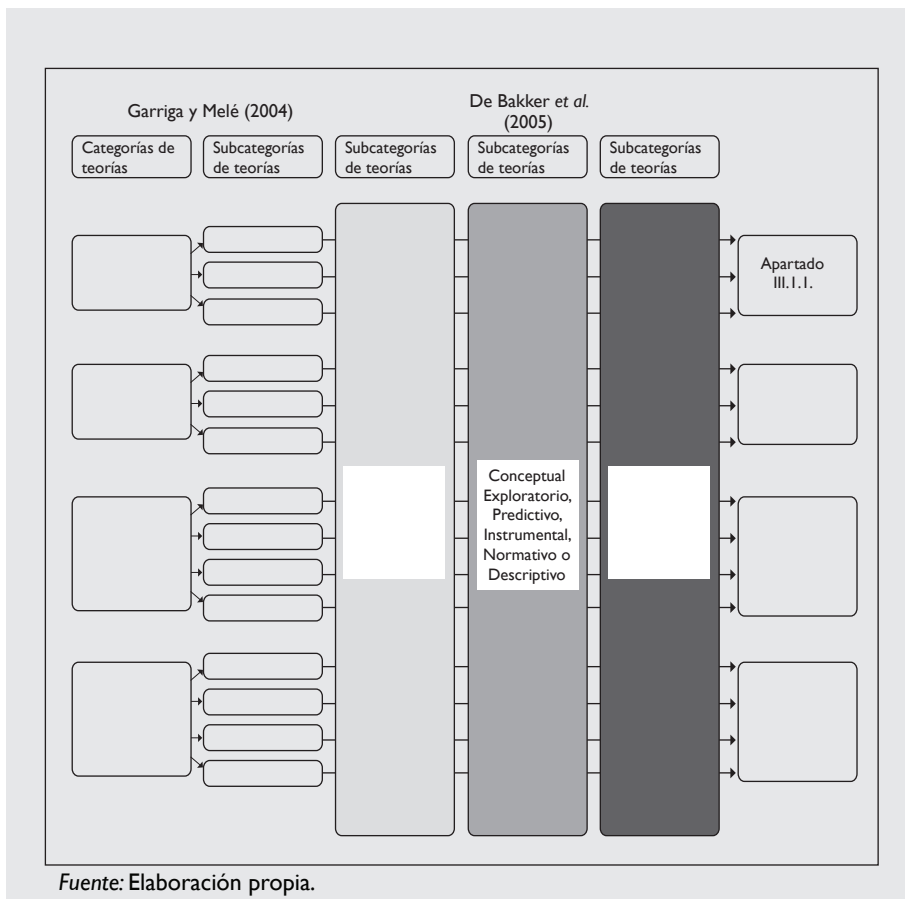 Garriga y Melé (2004)
De Bakker et al.
(2005)
Categorías de
teorías
Subcategorías
de teorías
Subcategorías
de teorías
Subcategorías
de teorías
Subcategorías
de teorías
Apartado
III.1.1.
Conceptual
Exploratorio,
Predictivo,
Instrumental,
Normativo o
Descriptivo
Fuente: Elaboración propia.